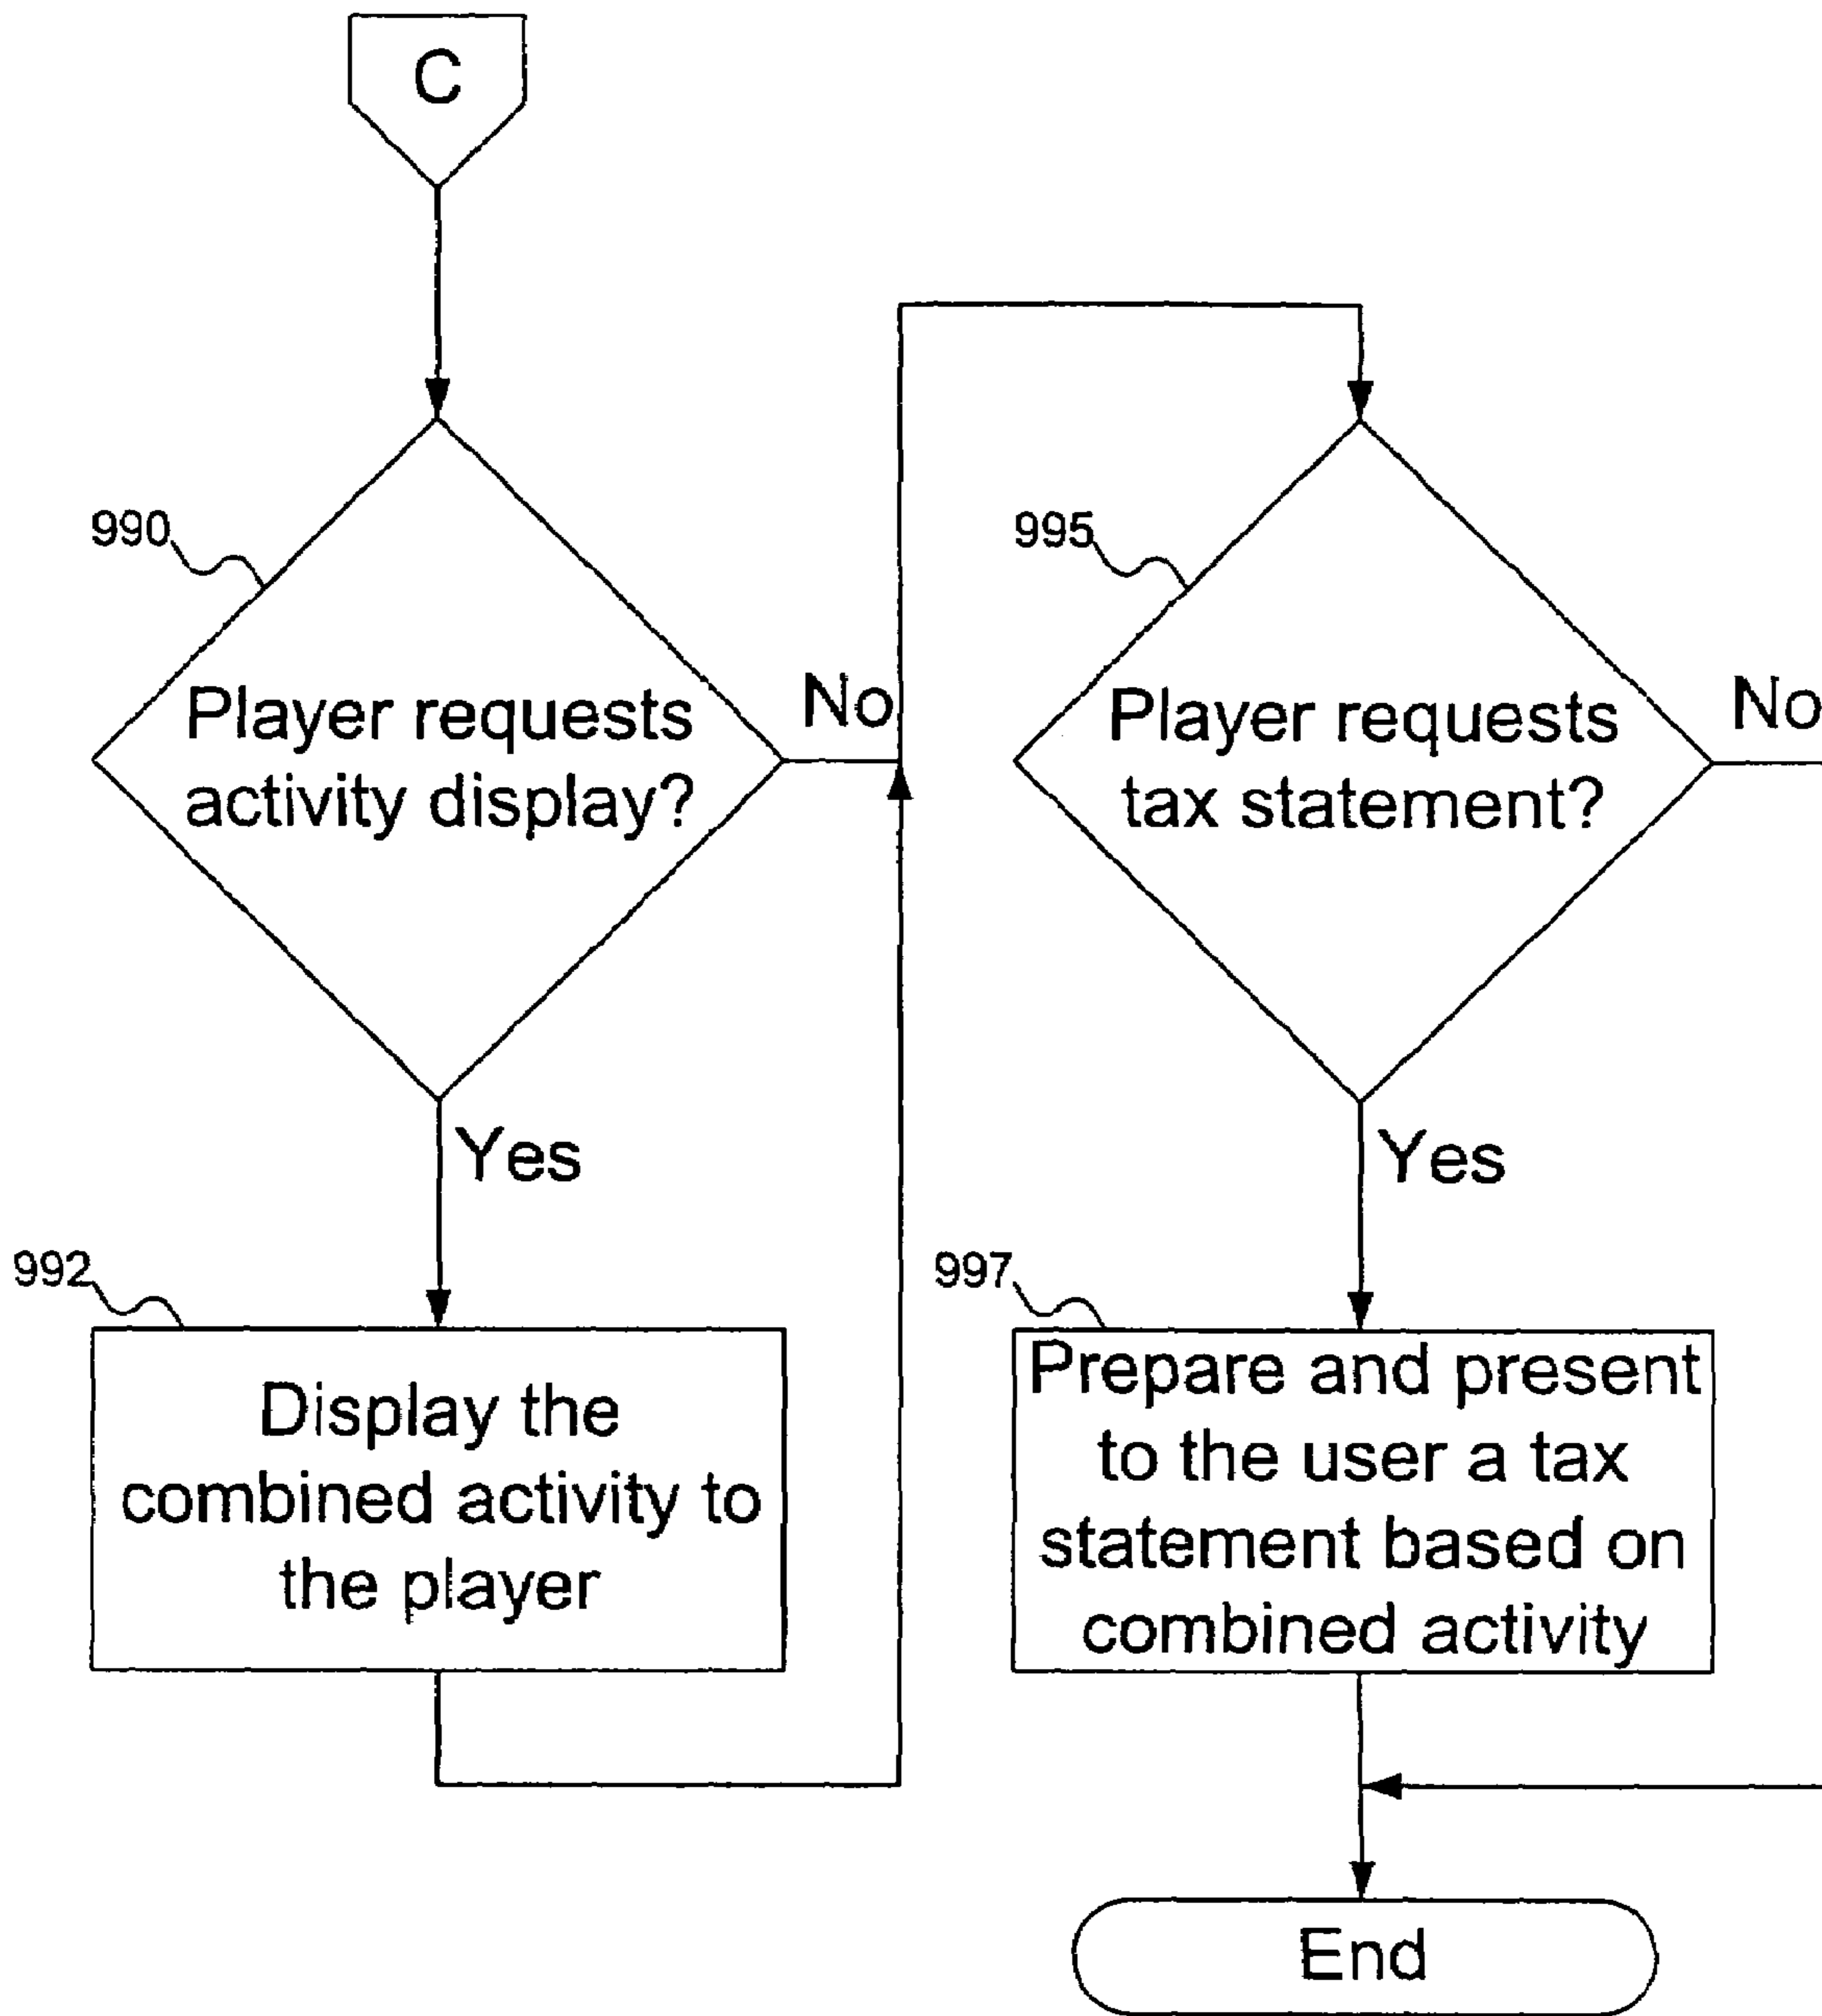 C
990
Player requests
activity display?
No
Yes
992
Display the
combined activity to
the player
995
Player requests
tax statement?
No
Yes
997
Prepare and present
to the user a tax
statement based on
combined activity
End